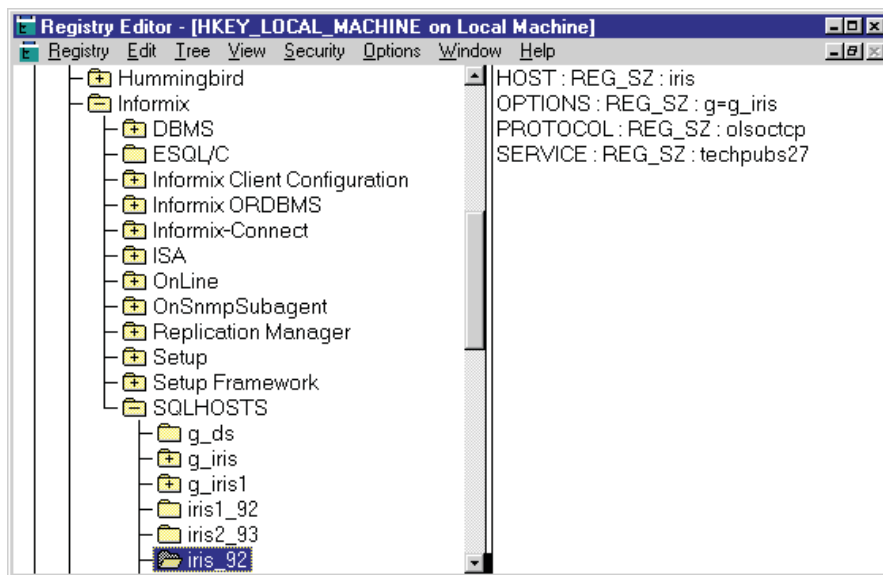 Registry Editor - [HKEY_LOCAL_MACHINE on Local Machine]
Registry Edit Tree View Security Options Window Help
Hummingbird
Informix
DBMS
ESQL/C
Informix Client Configuration
Informix ORDBMS
Informix-Connect
ISA
OnLine
OnSnmpSubagent
Replication Manager
Setup
Setup Framework
SQLHOSTS
g_ds
g_iris
g_iris1
iris1_92
iris2_93
iris_92
HOST : REG_SZ : iris
OPTIONS : REG_SZ : g=g_iris
PROTOCOL : REG_SZ : olsoctcp
SERVICE : REG_SZ : techpubs27